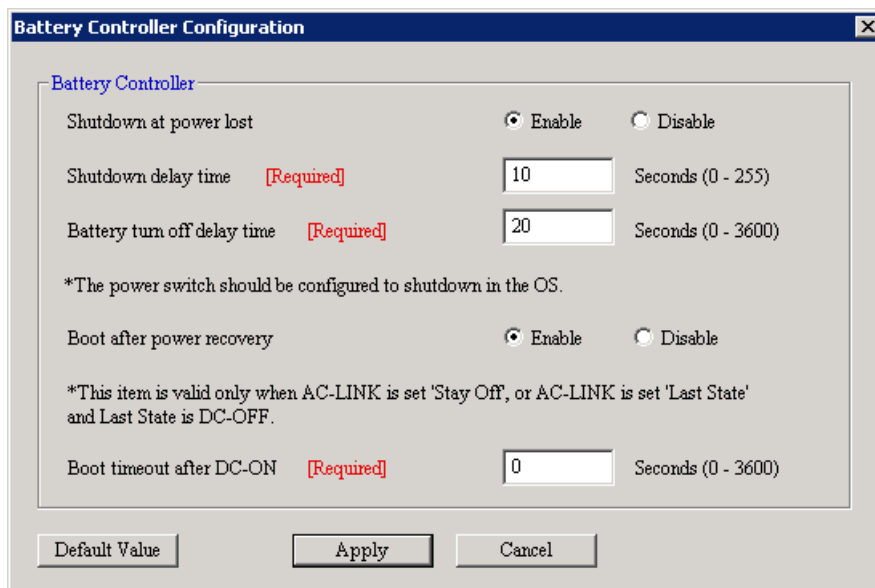 Battery Controller Configuration
Battery Controller
Shutdown at power lost Enable Disable
Shutdown delay time [Required] 10 Seconds (0 - 255)
Battery turn off delay time [Required] 20 Seconds (0 - 3600)
*The power switch should be configured to shutdown in the OS.
Boot after power recovery Enable Disable
*This item is valid only when AC-LINK is set 'Stay Off', or AC-LINK is set 'Last State'
and Last State is DC-OFF.
Boot timeout after DC-ON [Required] 0 Seconds (0 - 3600)
Default Value Apply Cancel